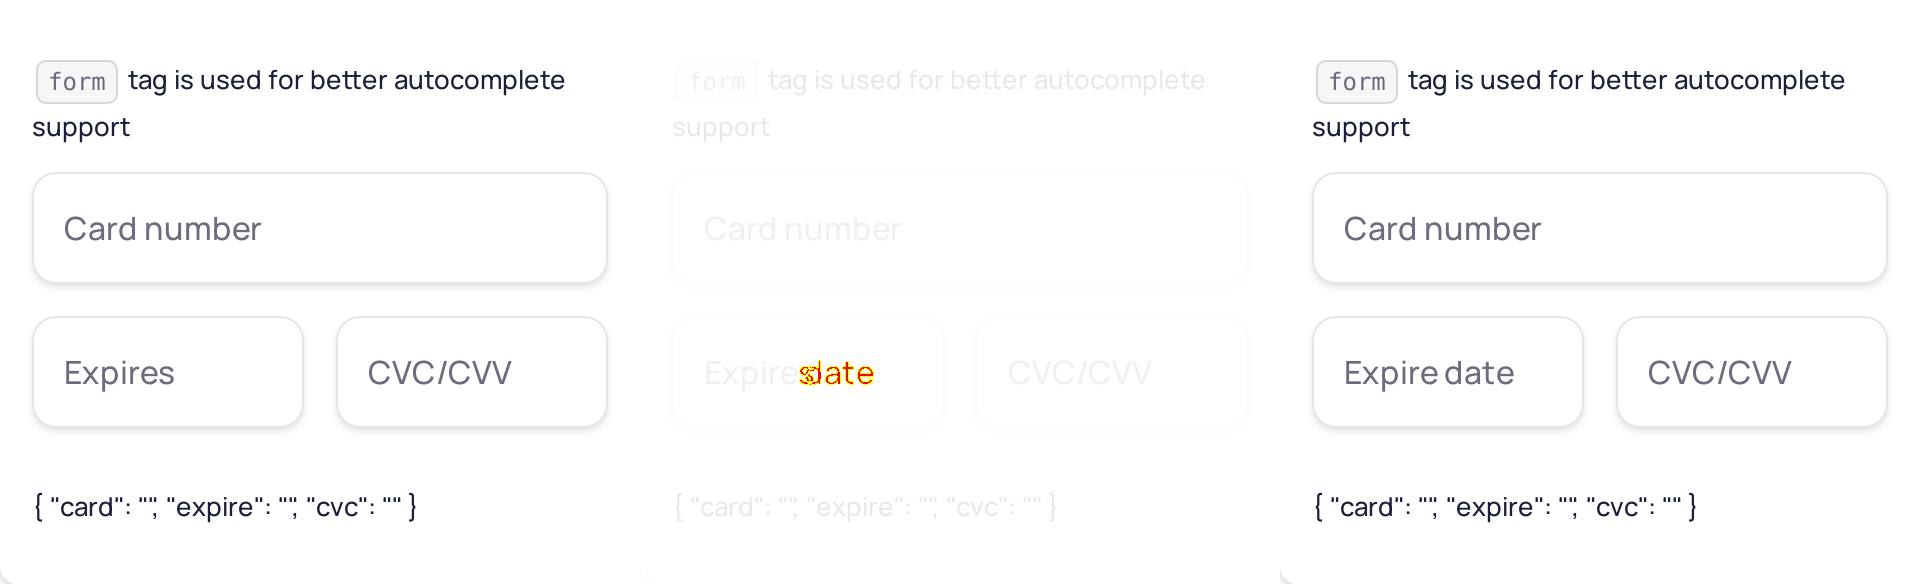 form tag is used for better autocomplete
support
Card number
Expires
CVC/CVV
{ "card": "", "expire": "", "cvc": "" }
form tag is used for better autocomplete
support
Card number
Expire date
CVC/CVV
{ "card": "", "expire": "", "cvc": "" }
form tag is used for better autocomplete
support
Card number
Expire date
CVC/CVV
{ "card": "", "expire": "", "cvc": "" }